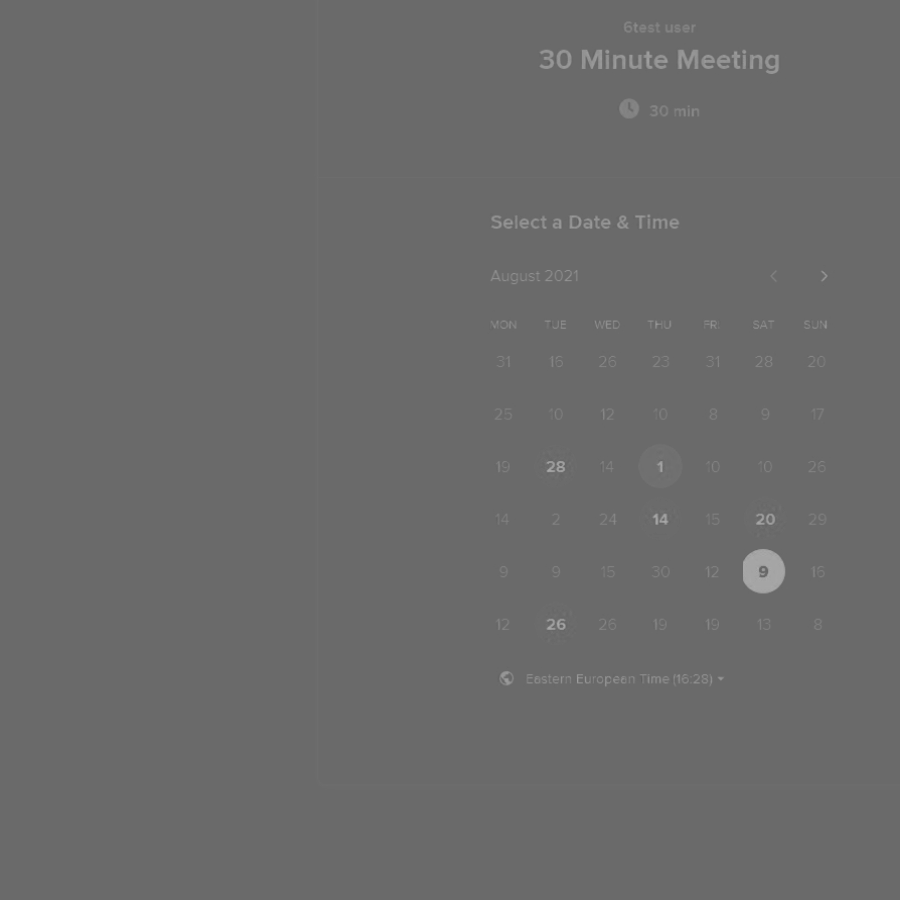 6test user
30 Minute Meeting
30 min
Select a Date & Time
August 2021
MON TUE WED THU FRI SAT SUN
31 16 26 23 31 28 20
25 10 12 10 8 9 17
19 28 14 1 10 10 26
14 2 24 14 15 20 29
9 9 15 30 12 9 15
12 26 26 19 19 13 8
Eastern European Time (16:28)